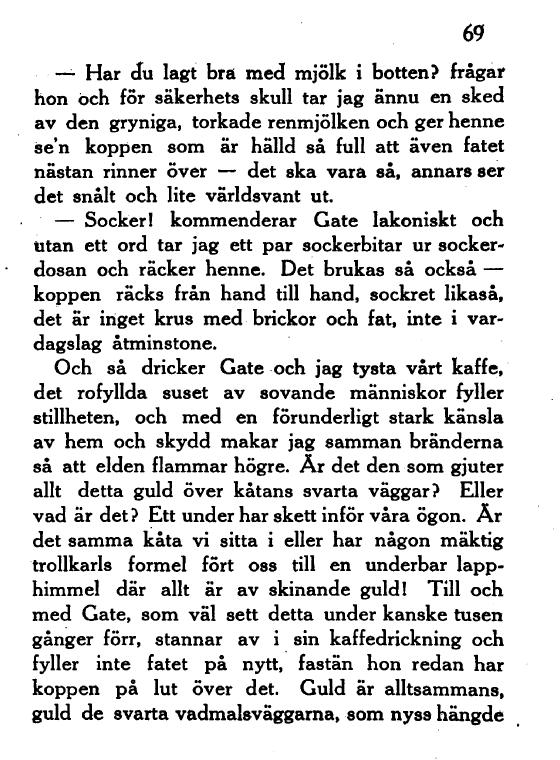 69
— Har du lagt bra med mjölk i botten? frågar
hon och för säkerhets skull tar jag ännu en sked
av den gryniga, torkade renmjölken och ger henne
se'n koppen som är hälld så full att även fatet
nästan rinner över — det ska vara så, annars ser
det snålt och lite världsvant ut.
— Socker! kommenderar Gate lakoniskt och
utan ett ord tar jag ett par sockerbitar ur socker-
dosan och räcker henne. Det brukas så också —
koppen räcks från hand till hand, sockret likaså,
det är inget krus med brickor och fat, inte i var-
dagslag åtminstone.
Och så dricker Gate och jag tysta vårt kaffe,
det rofyllda suset av sovande människor fyller
stillheten, och med en förunderligt stark känsla
av hem och skydd makar jag samman bränderna
så att elden flammar högre. Är det den som gjuter
allt detta guld över kåtans svarta väggar? Eller
vad är det? Ett under har skett inför våra ögon. Är
det samma kåta vi sitta i eller har någon mäktig
trollkarls formel fört oss till en underbar lapp-
himmel där allt är av skinande guld! Till och
med Gate, som väl sett detta under kanske tusen
gånger förr, stannar av i sin kaffedrickning och
fyller inte fatet på nytt, fastän hon redan har
koppen på lut över det. Guld är alltsammans,
guld de svarta vadmalsväggarna, som nyss hängde